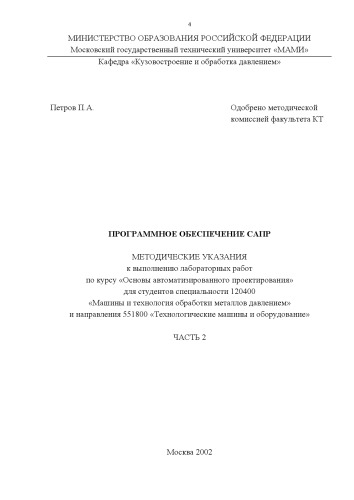 4
МИНИСТЕРСТВО ОБРАЗОВАНИЯ РОССИЙСКОЙ ФЕДЕРАЦИИ
Московский государственный технический университет «МАМИ»
Кафедра «Кузовостроение и обработка давлением»
Петров П.А.
Одобрено методической
комиссией факультета КТ
ПРОГРАММНОЕ ОБЕСПЕЧЕНИЕ САПР
МЕТОДИЧЕСКИЕ УКАЗАНИЯ
к выполнению лабораторных работ
по курсу «Основы автоматизированного проектирования»
для студентов специальности 120400
«Машины и технология обработки металлов давлением»
и направления 551800 «Технологические машины и оборудование»
ЧАСТЬ 2
Москва 2002